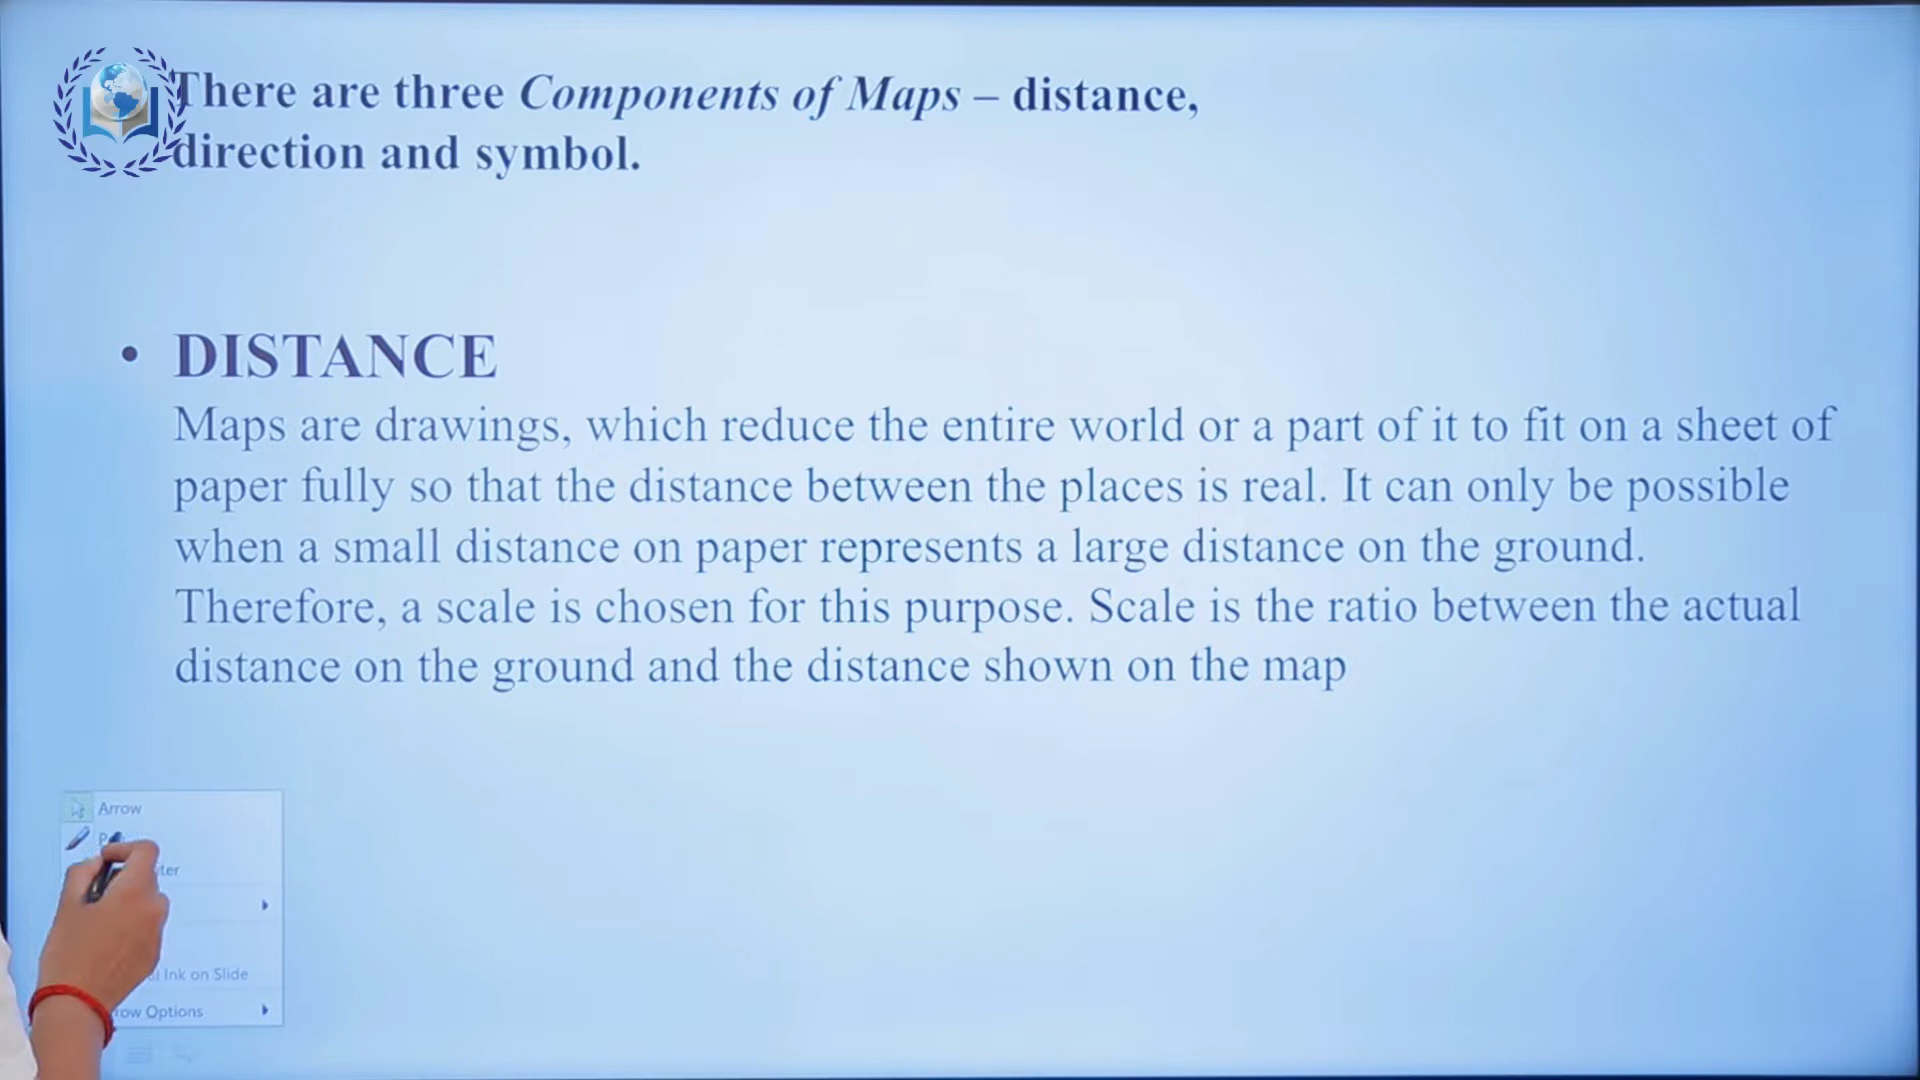 There are three Components of Maps – distance,
direction and symbol.
• DISTANCE
Maps are drawings, which reduce the entire world or a part of it to fit on a sheet of
paper fully so that the distance between the places is real. It can only be possible
when a small distance on paper represents a large distance on the ground.
Therefore, a scale is chosen for this purpose. Scale is the ratio between the actual
distance on the ground and the distance shown on the map
Arrow
Ink on Slide
Options